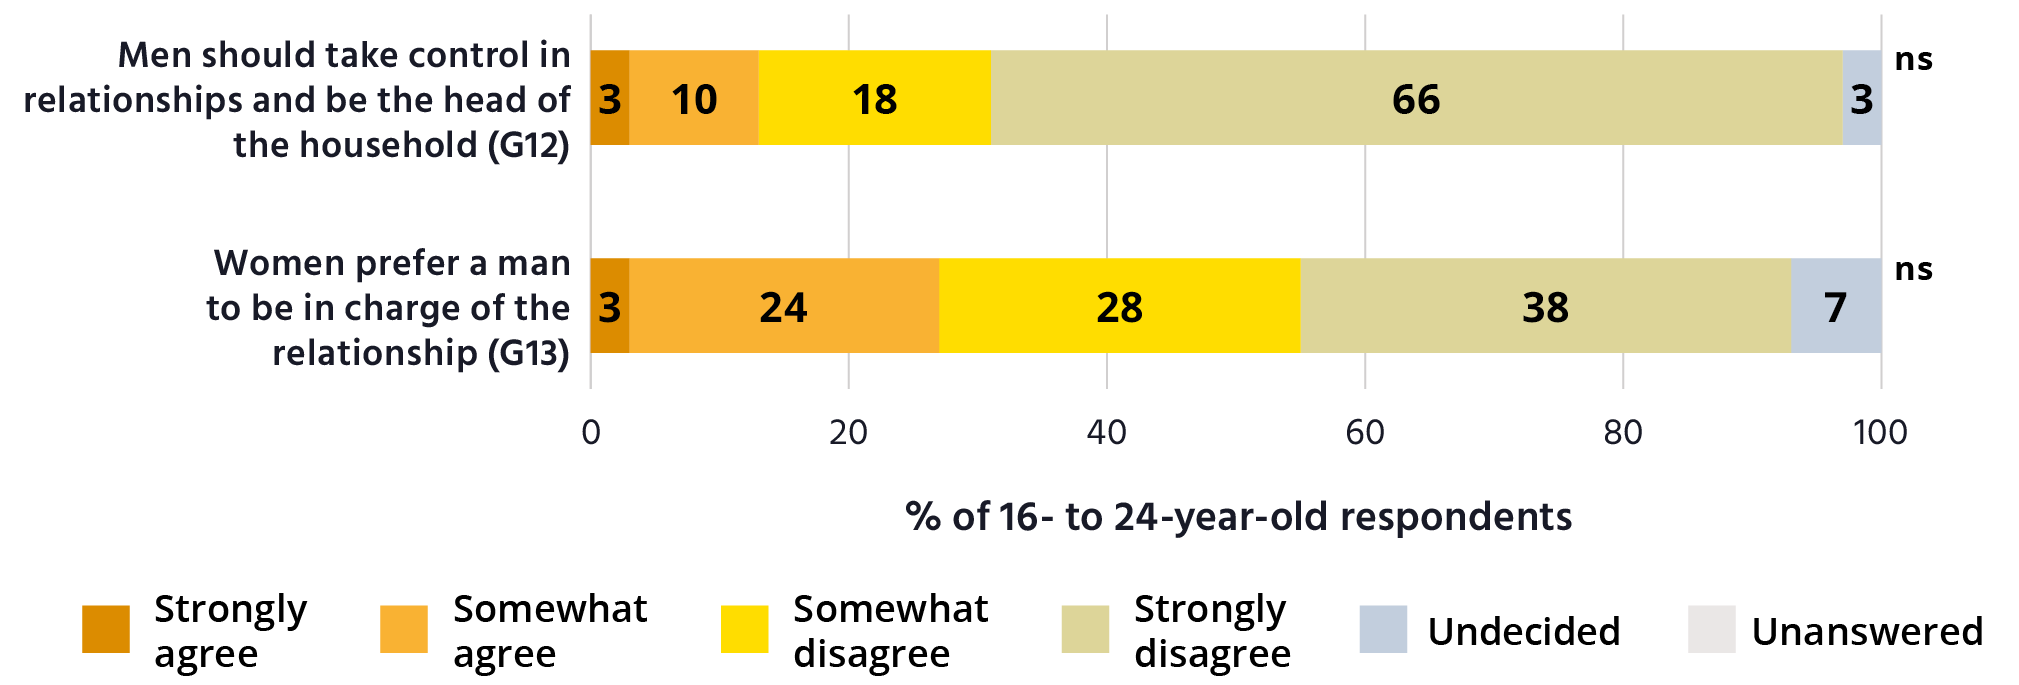 Men should take control in
relationships and be the head of
the household (G12)
3 10 18 66 3 ns
Women prefer a man
to be in charge of the
relationship (G13)
3 24 28 38 7 ns
0 20 40 60 80 100
% of 16- to 24-year-old respondents
Strongly agree
Somewhat agree
Somewhat disagree
Strongly disagree
Undecided
Unanswered